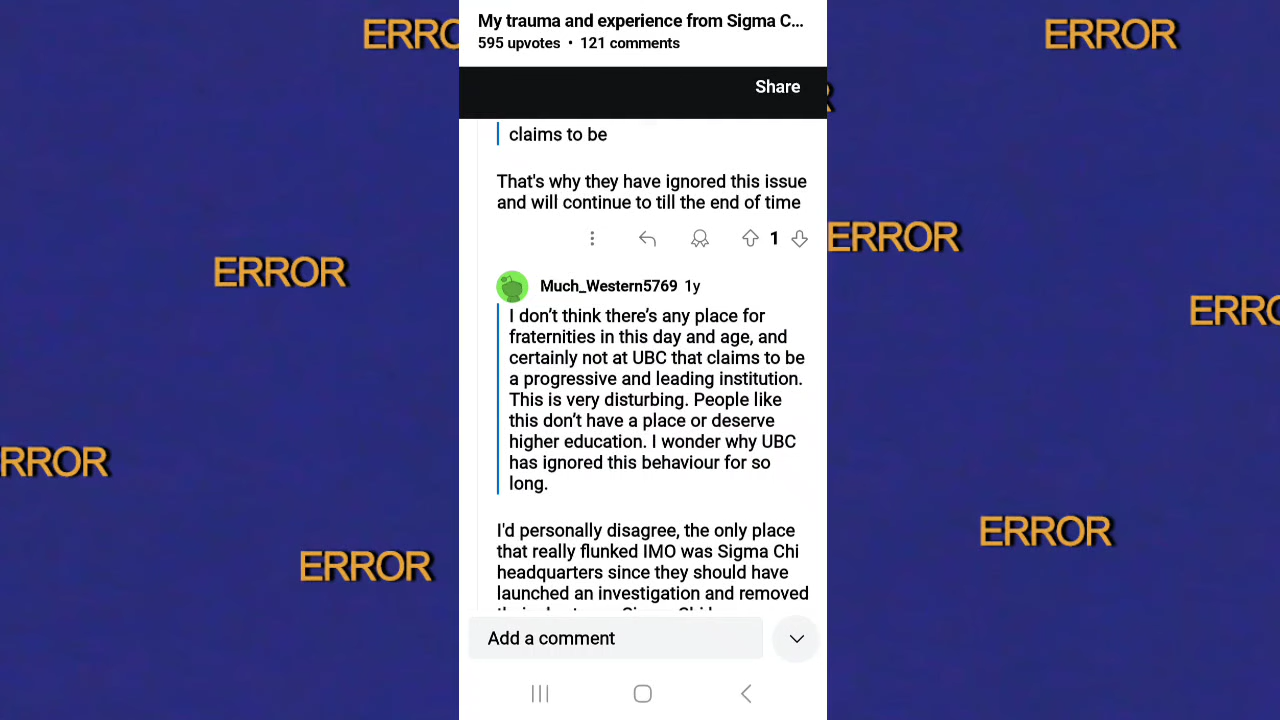 My trauma and experience from Sigma C...
595 upvotes • 121 comments
Share
claims to be
That's why they have ignored this issue
and will continue to till the end of time
1
Much_Western5769 1y
I don’t think there’s any place for
fraternities in this day and age, and
certainly not at UBC that claims to be
a progressive and leading institution.
This is very disturbing. People like
this don’t have a place or deserve
higher education. I wonder why UBC
has ignored this behaviour for so
long.
I'd personally disagree, the only place
that really flunked IMO was Sigma Chi
headquarters since they should have
launched an investigation and removed
Add a comment
ERRO
ERROR
R
ERROR
ERROR
ERRO
RROR
ERROR
ERROR